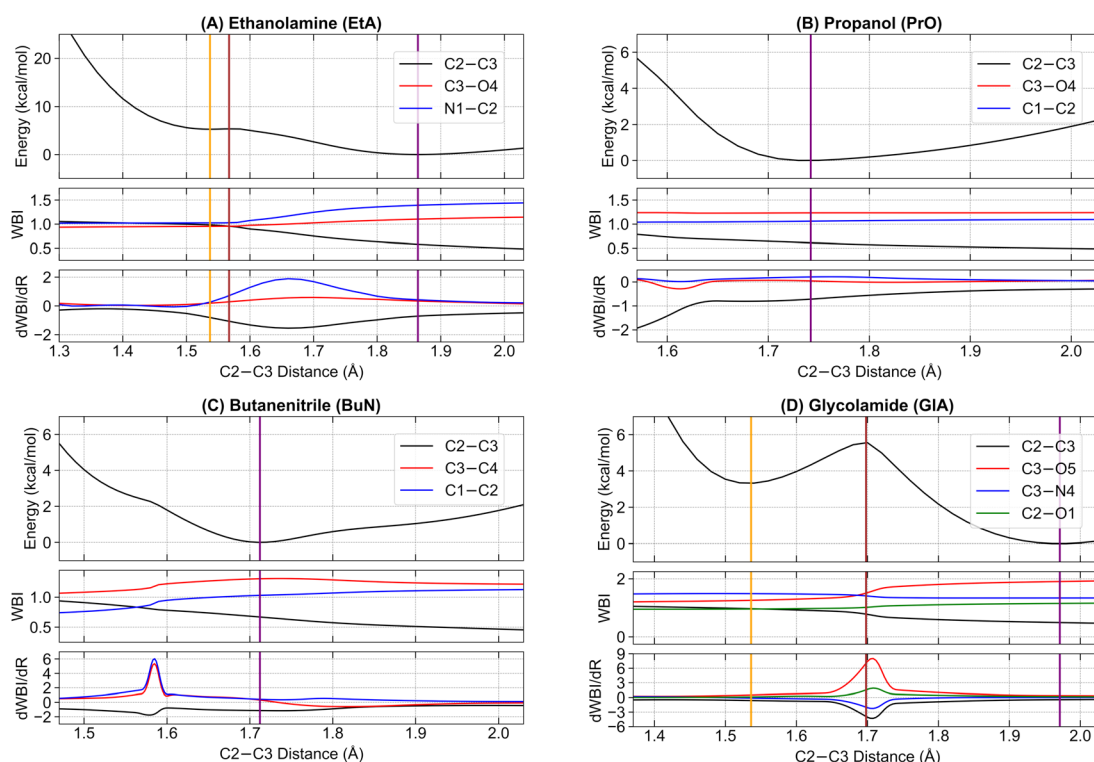 (A) Ethanolamine (EtA)
Energy (kcal/mol)
20
10
0
C2−C3
C3−O4
N1−C2
WBI
1.5
1.0
0.5
dWBI/dR
2
0
−2
1.3 1.4 1.5 1.6 1.7 1.8 1.9 2.0
C2−C3 Distance (Å)
(B) Propanol (PrO)
Energy (kcal/mol)
6
4
2
0
C2−C3
C3−O4
C1−C2
WBI
1.5
1.0
0.5
dWBI/dR
0
−1
−2
1.6 1.7 1.8 1.9 2.0
C2−C3 Distance (Å)
(C) Butanenitrile (BuN)
Energy (kcal/mol)
6
4
2
0
C2−C3
C3−C4
C1−C2
WBI
1.0
0.5
dWBI/dR
6
4
2
0
−2
1.5 1.6 1.7 1.8 1.9 2.0
C2−C3 Distance (Å)
(D) Glycolamide (GlA)
Energy (kcal/mol)
6
4
2
0
C2−C3
C3−O5
C3−N4
C2−O1
WBI
2
0
dWBI/dR
9
6
3
0
−3
−6
1.4 1.5 1.6 1.7 1.8 1.9 2.0
C2−C3 Distance (Å)